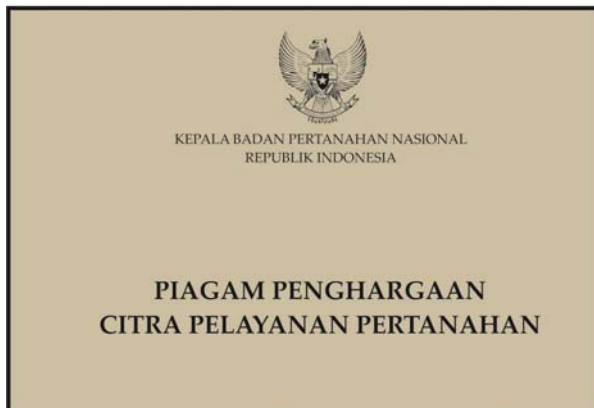 KEPALA BADAN PERTANAHAN NASIONAL
REPUBLIK INDONESIA
PIAGAM PENGHARGAAN
CITRA PELAYANAN PERTANAHAN